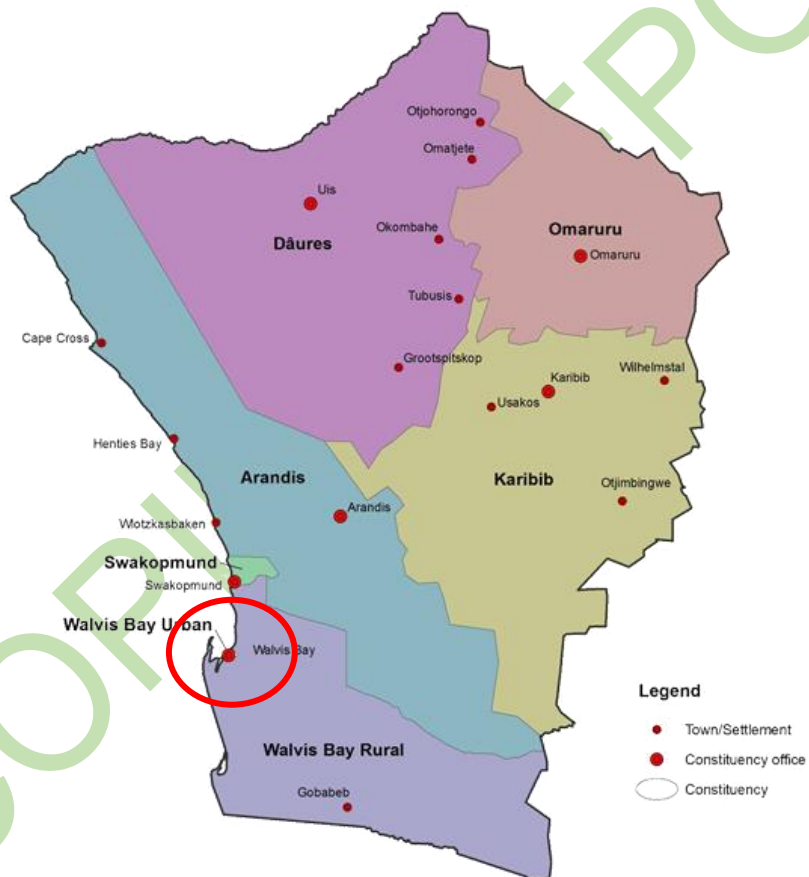 Otjohorongo
Omatjete
Uis
Okombahe
Omaruru
Dâures
Omaruru
Tubusis
Cape Cross
Grootspitskop
Wilhelmstal
Karibib
Usakos
Henties Bay
Arandis
Karibib
Otjimbingwe
Arandis
Wlotzkasbaken
Swakopmund
Swakopmund
Walvis Bay Urban
Walvis Bay
Legend
Town/Settlement
Walvis Bay Rural
Constituency office
Constituency
Gobabeb